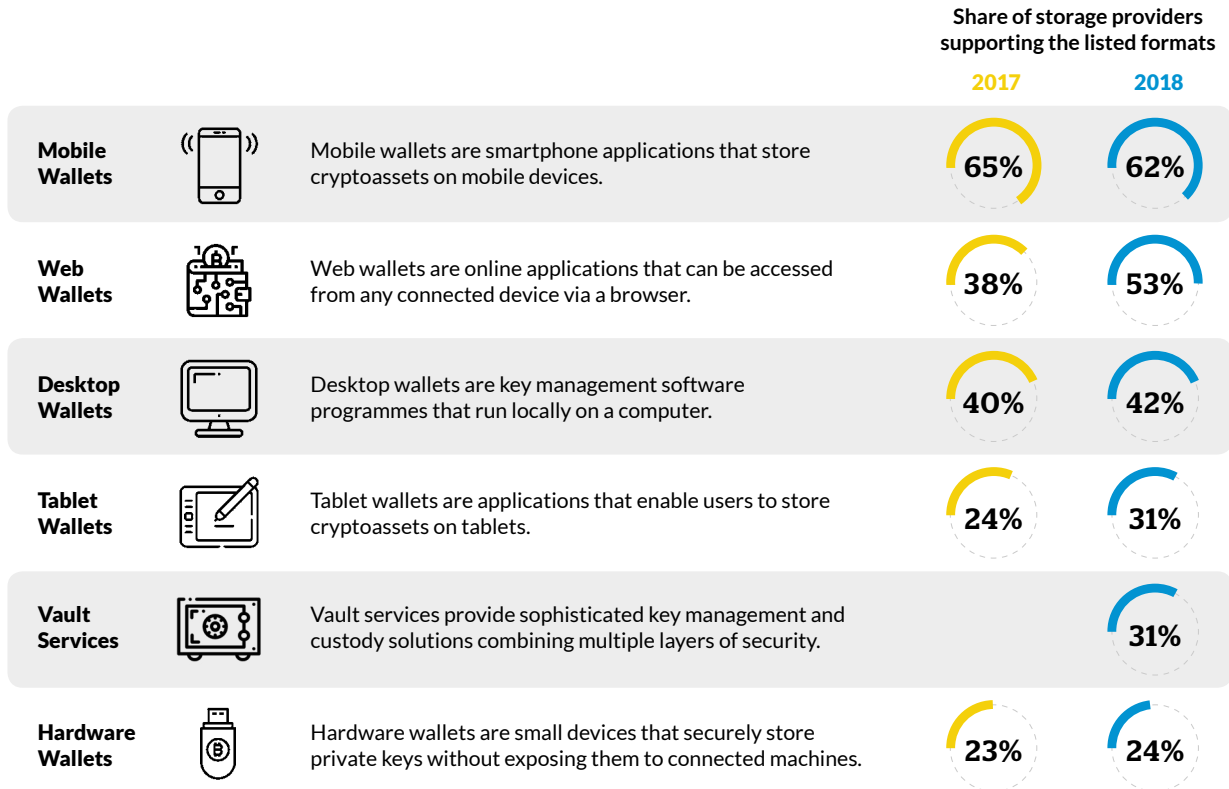 Share of storage providers
supporting the listed formats
2017 2018
Mobile
Wallets
Mobile wallets are smartphone applications that store
cryptoassets on mobile devices.
65% 62%
Web
Wallets
Web wallets are online applications that can be accessed
from any connected device via a browser.
38% 53%
Desktop
Wallets
Desktop wallets are key management software
programmes that run locally on a computer.
40% 42%
Tablet
Wallets
Tablet wallets are applications that enable users to store
cryptoassets on tablets.
24% 31%
Vault
Services
Vault services provide sophisticated key management and
custody solutions combining multiple layers of security.
31%
Hardware
Wallets
Hardware wallets are small devices that securely store
private keys without exposing them to connected machines.
23% 24%